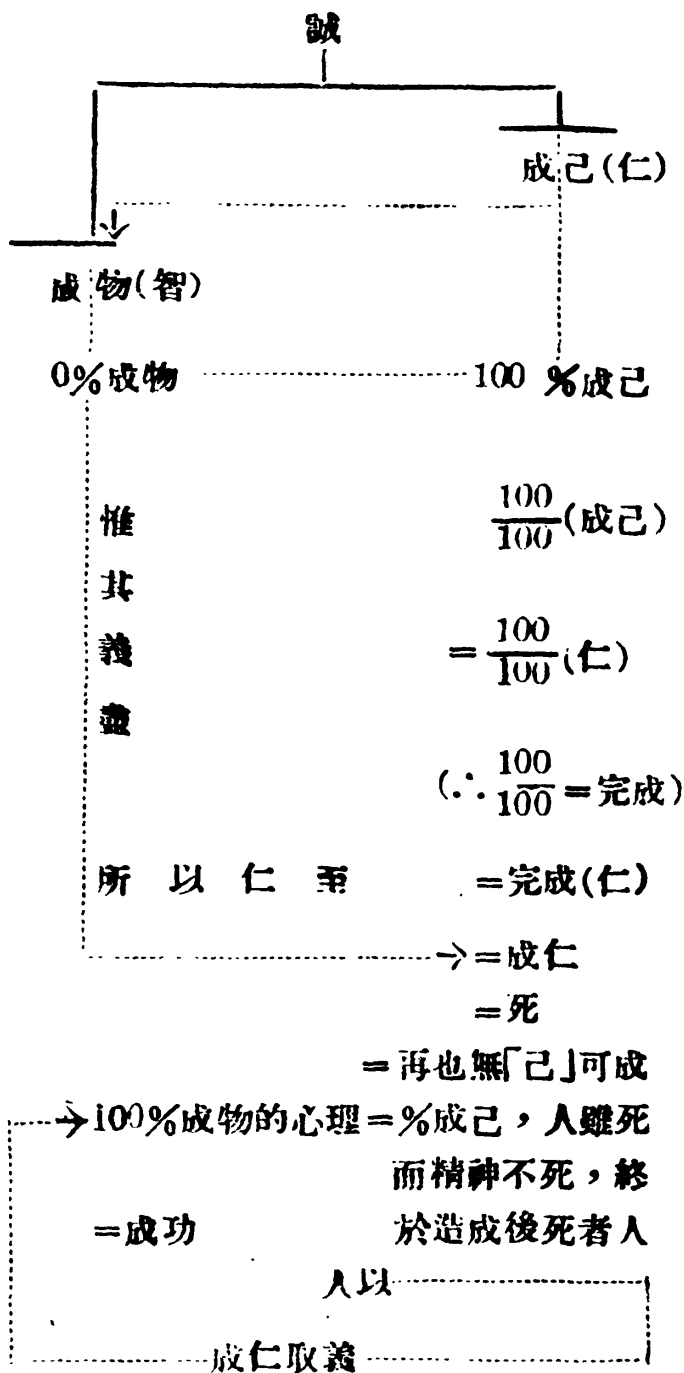 誠
成己(仁)
成物(智)
0%成物 100 %成己
惟其義盡
100/100(成己)
=100/100(仁)
(∴100/100=完成)
所以仁至 =完成(仁)
=成仁
=死
=再也無「己」可成
100%成物的心理=%成己，人雖死
而精神不死，終
=成功 於造成後死者人
人以
成仁取義